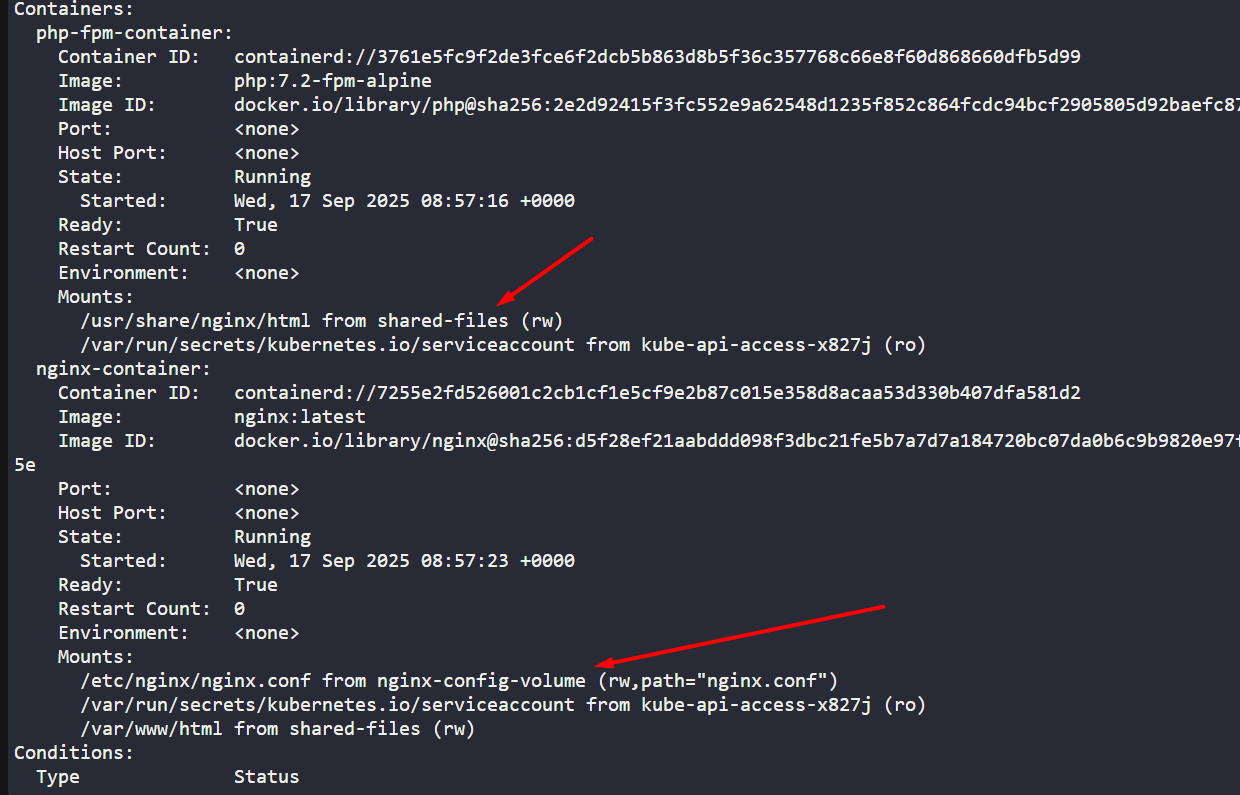 Containers:
  php-fpm-container:
    Container ID:   containerd://3761e5fc9f2de3fce6f2dcb5b863d8b5f36c357768c66e8f60d868660dfb5d99
    Image:          php:7.2-fpm-alpine
    Image ID:       docker.io/library/php@sha256:2e2d92415f3fc552e9a62548d1235f852c864fcdc94bcf2905805d92baefc87
    Port:           <none>
    Host Port:      <none>
    State:          Running
      Started:      Wed, 17 Sep 2025 08:57:16 +0000
    Ready:          True
    Restart Count:  0
    Environment:    <none>
    Mounts:
      /usr/share/nginx/html from shared-files (rw)
      /var/run/secrets/kubernetes.io/serviceaccount from kube-api-access-x827j (ro)
  nginx-container:
    Container ID:   containerd://7255e2fd526001c2cb1cf1e5cf9e2b87c015e358d8acaa53d330b407dfa581d2
    Image:          nginx:latest
    Image ID:       docker.io/library/nginx@sha256:d5f28ef21aabddd098f3dbc21fe5b7a7d7a184720bc07da0b6c9b9820e97f
5e
    Port:           <none>
    Host Port:      <none>
    State:          Running
      Started:      Wed, 17 Sep 2025 08:57:23 +0000
    Ready:          True
    Restart Count:  0
    Environment:    <none>
    Mounts:
      /etc/nginx/nginx.conf from nginx-config-volume (rw,path="nginx.conf")
      /var/run/secrets/kubernetes.io/serviceaccount from kube-api-access-x827j (ro)
      /var/www/html from shared-files (rw)
Conditions:
  Type              Status